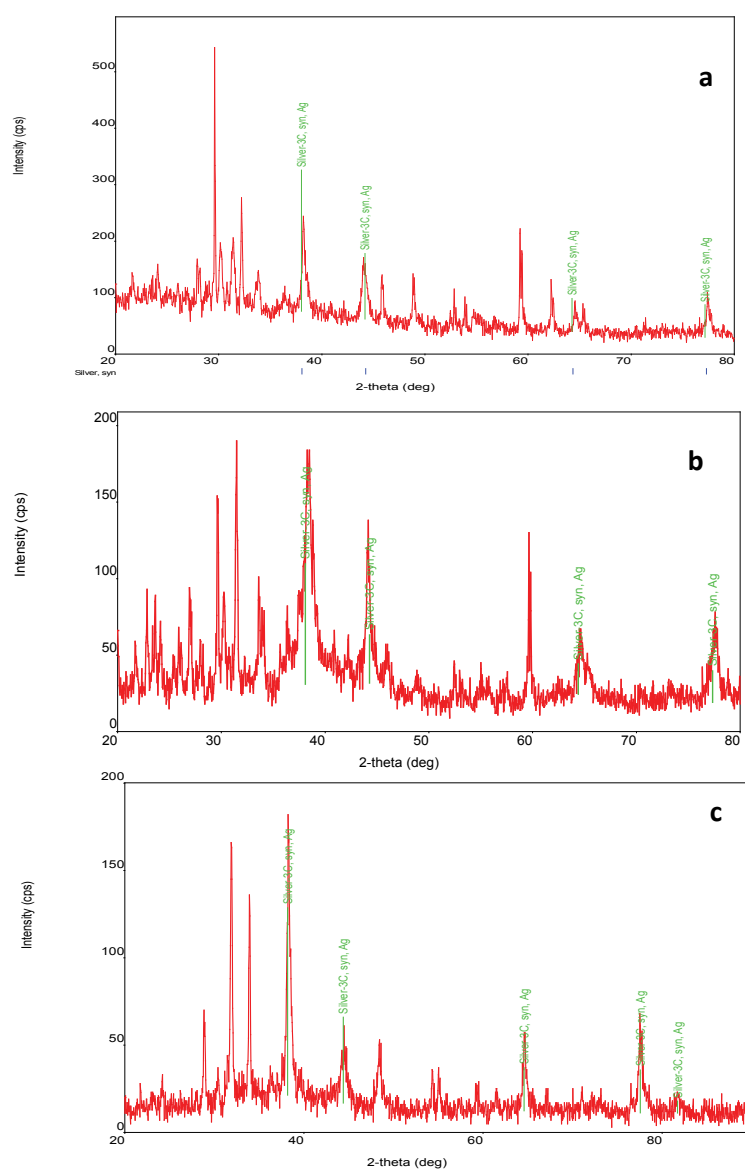 a
Intensity (cps)
500
400
300
200
100
0
Silver-3C, syn, Ag
Silver-3C, syn, Ag
Silver-3C, syn, Ag
Silver-3C, syn, Ag
20 30 40 50 60 70 80
Silver, syn
2-theta (deg)
b
Intensity (cps)
200
150
100
50
0
Silver-3C, syn, Ag
Silver-3C, syn, Ag
Silver-3C, syn, Ag
Silver-3C, syn, Ag
20 30 40 50 60 70 80
2-theta (deg)
c
Intensity (cps)
200
150
100
50
0
Silver-3C, syn, Ag
Silver-3C, syn, Ag
Silver-3C, syn, Ag
Silver-3C, syn, Ag
Silver-3C, syn, Ag
20 40 60 80
2-theta (deg)